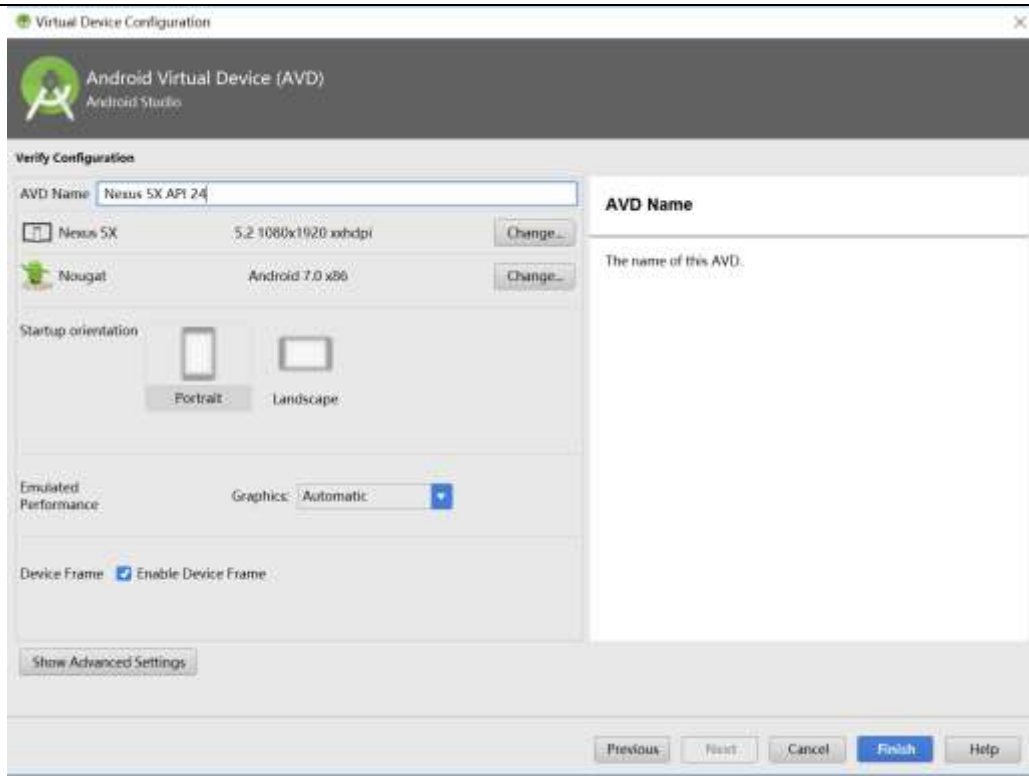 Virtual Device Configuration
Android Virtual Device (AVD)
Android Studio
Verify Configuration
AVD Name Nexus 5X API 24
AVD Name
Nexus 5X 5.2 1080x1920 xxhdpi Change...
The name of this AVD.
Nougat Android 7.0 x86 Change...
Startup orientation
Portrait Landscape
Emulated
Performance
Graphics: Automatic
Device Frame Enable Device Frame
Show Advanced Settings
Previous Next Cancel Finish Help